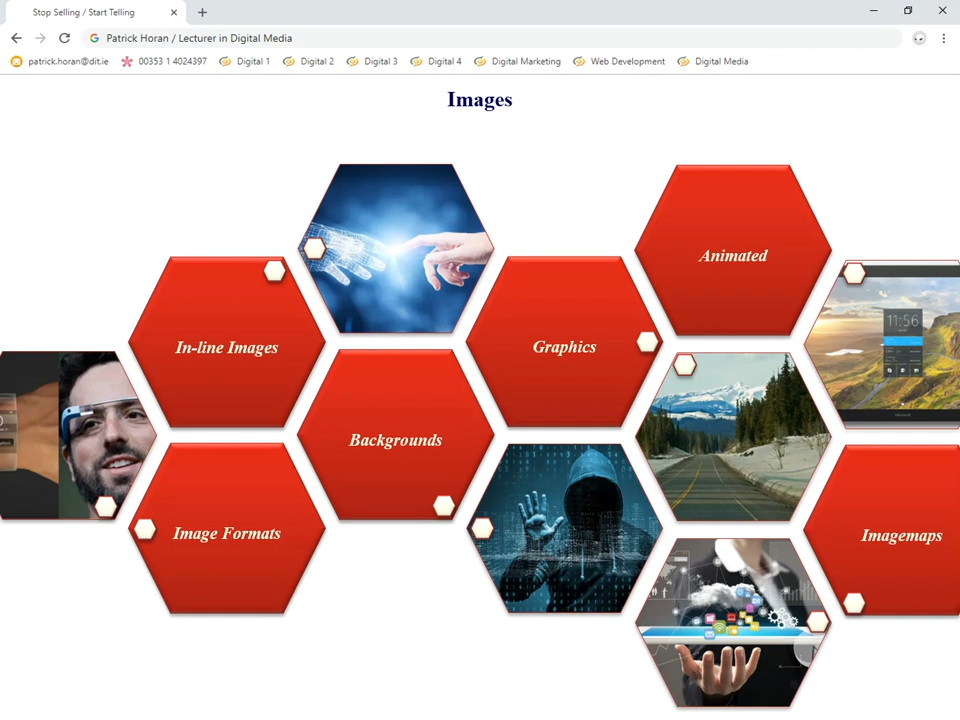 Stop Selling / Start Telling
Patrick Horan / Lecturer in Digital Media
patrick.horan@dit.ie 00353 1 4024397 Digital 1 Digital 2 Digital 3 Digital 4 Digital Marketing Web Development Digital Media
Images
Animated
In-line Images
Graphics
11:56
Backgrounds
Image Formats
Imagemaps